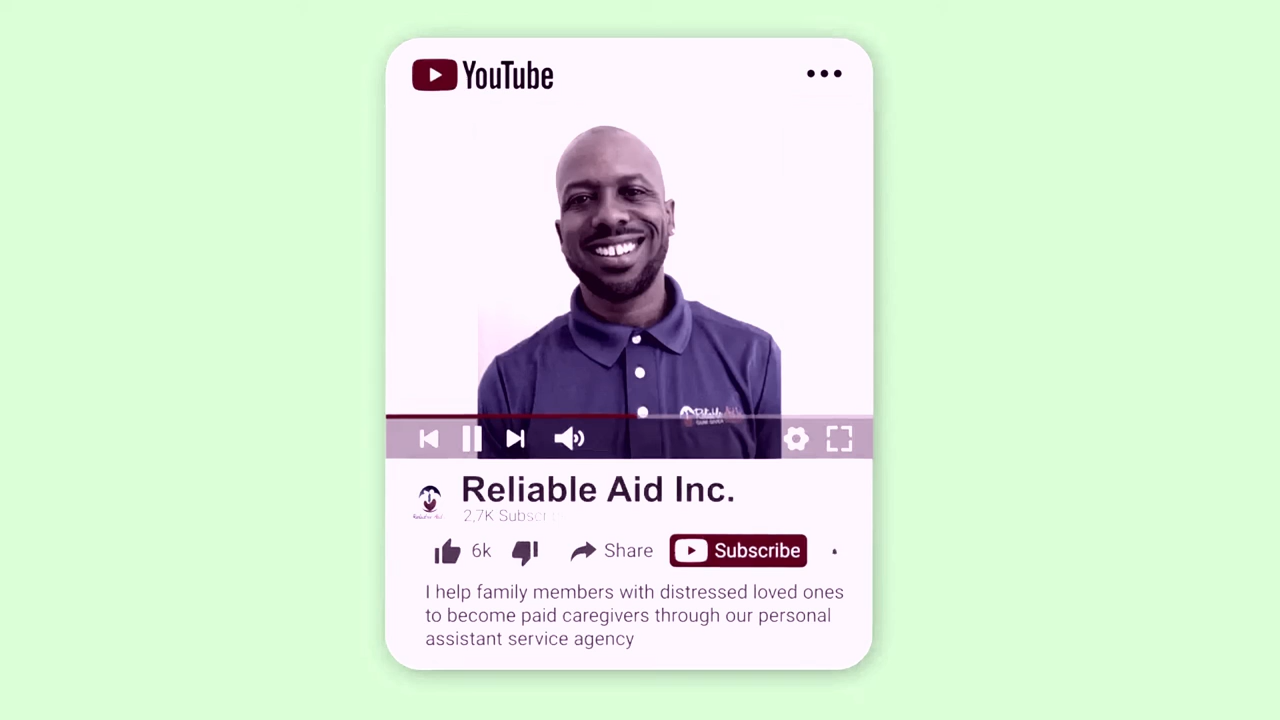 YouTube
Reliable Aid Inc.
2,7K
6k
Share
Subscribe
I help family members with distressed loved ones
to become paid caregivers through our personal
assistant service agency